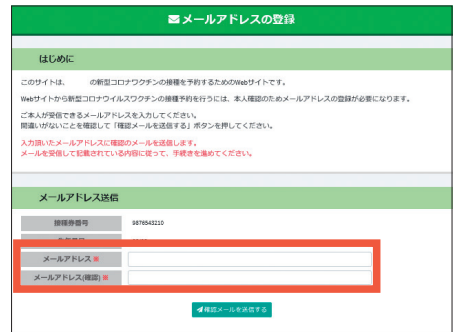 メールアドレスの登録
はじめに
このサイトは、 の新型コロナワクチンの接種を予約するためのWebサイトです。
Webサイトから新型コロナウイルスワクチンの接種予約を行うには、本人確認のためメールアドレスの登録が必要になります。
ご本人が受信できるメールアドレスを入力してください。
間違いがないことを確認して「確認メールを送信する」ボタンを押してください。
入力頂いたメールアドレスに確認のメールを送信します。
メールを受信して記載されている内容に従って、手続きを進めてください。
メールアドレス送信
接種券番号 9876543210
メールアドレス※
メールアドレス(確認)※
確認メールを送信する